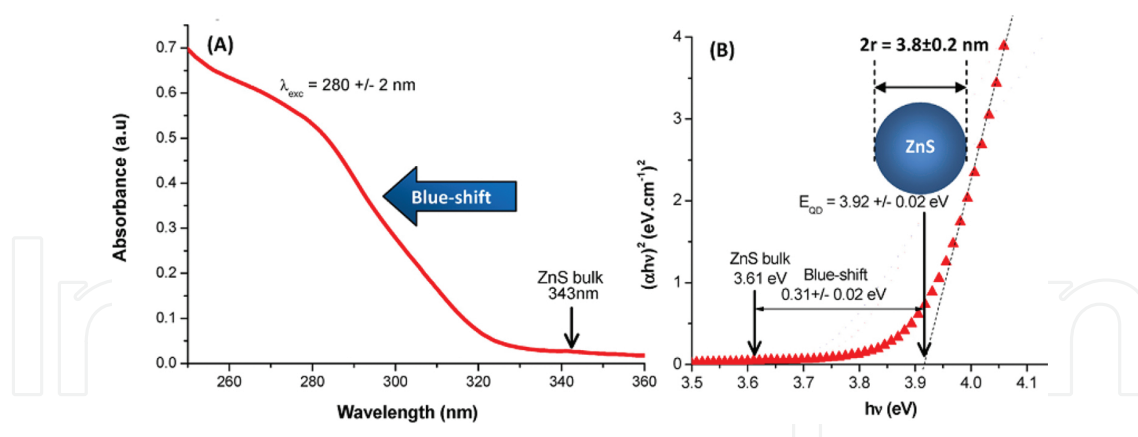 (A)
λexc = 280 +/- 2 nm
Blue-shift
ZnS bulk
343nm
Absorbance (a.u)
0.7
0.6
0.5
0.4
0.3
0.2
0.1
0.0
260 280 300 320 340 360
Wavelength (nm)
(B)
2r = 3.8±0.2 nm
ZnS
EQD = 3.92 +/- 0.02 eV
ZnS bulk
3.61 eV
Blue-shift
0.31+/- 0.02 eV
(αhν)² (eV.cm⁻¹)²
4
3
2
1
0
3.5 3.6 3.7 3.8 3.9 4.0 4.1
hν (eV)